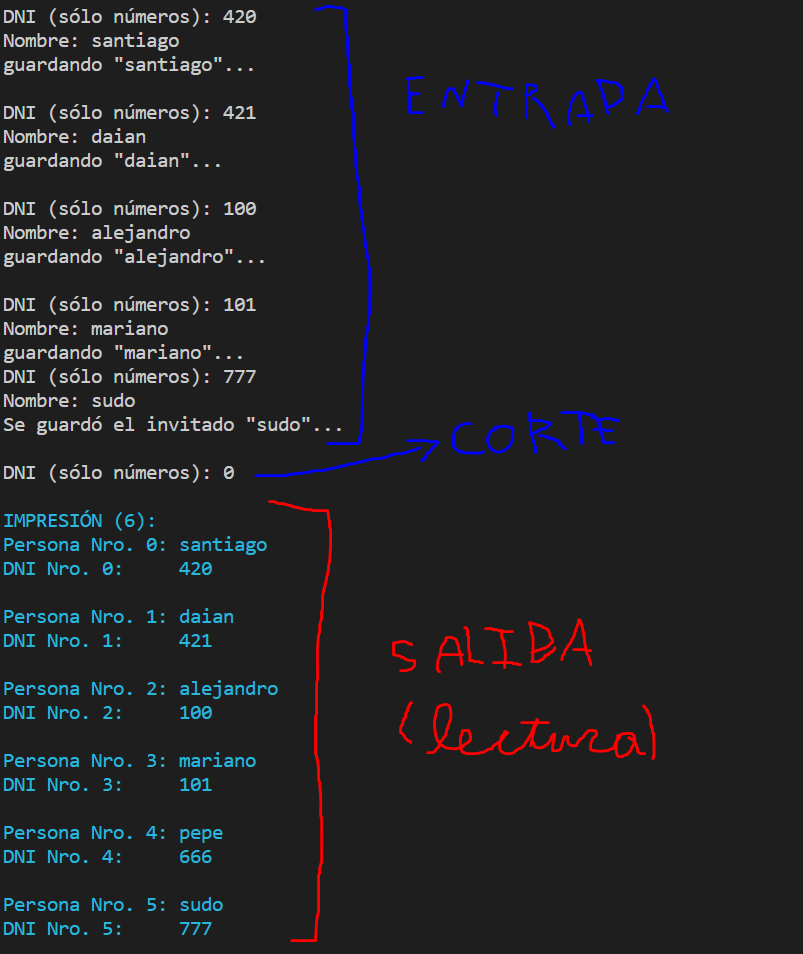 DNI (sólo números): 420
Nombre: santiago
guardando "santiago"...
ENTRADA
DNI (sólo números): 421
Nombre: daian
guardando "daian"...
DNI (sólo números): 100
Nombre: alejandro
guardando "alejandro"...
DNI (sólo números): 101
Nombre: mariano
guardando "mariano"...
DNI (sólo números): 777
Nombre: sudo
Se guardó el invitado "sudo"...
CORTE
DNI (sólo números): 0
IMPRESIÓN (6):
Persona Nro. 0: santiago
DNI Nro. 0:     420
Persona Nro. 1: daian
DNI Nro. 1:     421
SALIDA
Persona Nro. 2: alejandro
DNI Nro. 2:     100
(lectura)
Persona Nro. 3: mariano
DNI Nro. 3:     101
Persona Nro. 4: pepe
DNI Nro. 4:     666
Persona Nro. 5: sudo
DNI Nro. 5:     777